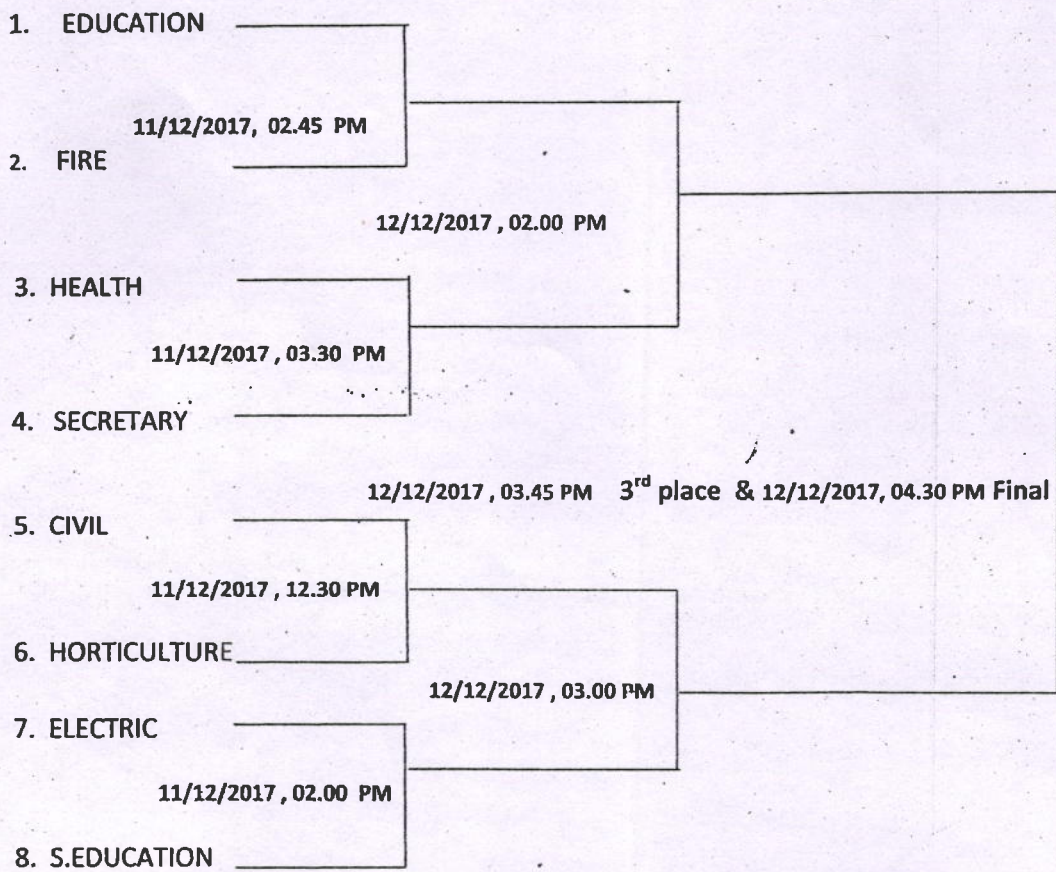 1. EDUCATION
11/12/2017, 02.45 PM
2. FIRE
12/12/2017 , 02.00 PM
3. HEALTH
11/12/2017 , 03.30 PM
4. SECRETARY
12/12/2017 , 03.45 PM 3rd place & 12/12/2017, 04.30 PM Final
5. CIVIL
11/12/2017 , 12.30 PM
6. HORTICULTURE
12/12/2017 , 03.00 PM
7. ELECTRIC
11/12/2017 , 02.00 PM
8. S.EDUCATION